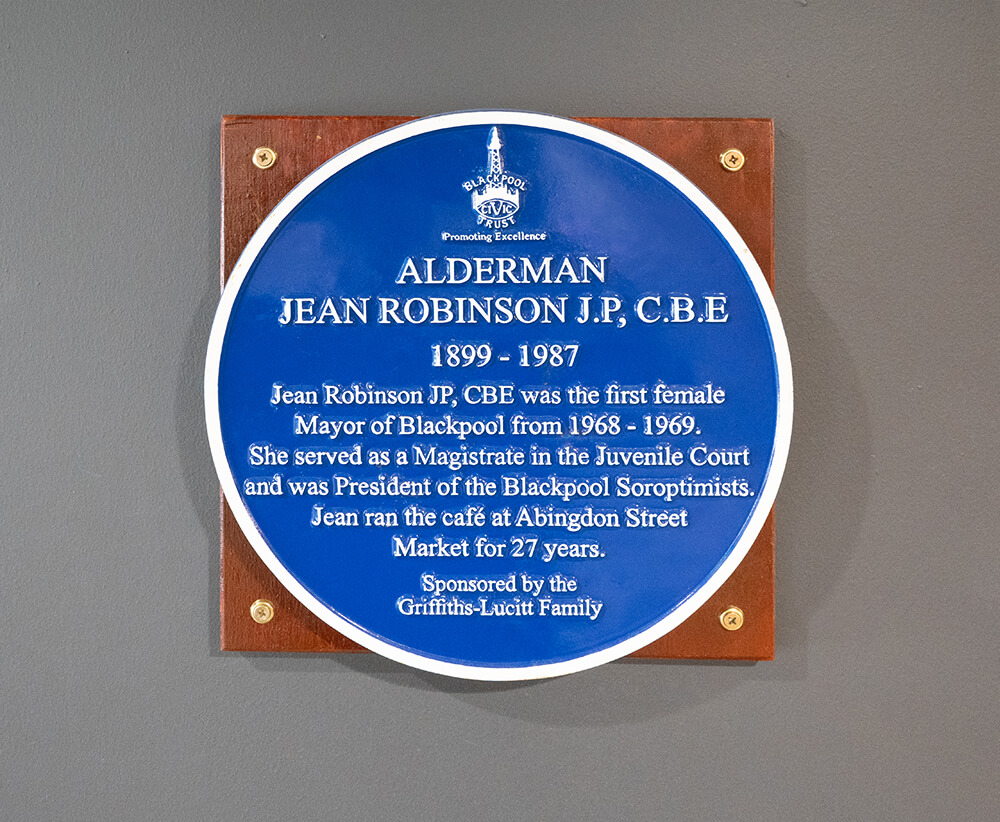 BLACKPOOL
CIVIC
TRUST
Promoting Excellence
ALDERMAN
JEAN ROBINSON J.P, C.B.E
1899 - 1987
Jean Robinson JP, CBE was the first female
Mayor of Blackpool from 1968 - 1969.
She served as a Magistrate in the Juvenile Court
and was President of the Blackpool Soroptimists.
Jean ran the café at Abingdon Street
Market for 27 years.
Sponsored by the
Griffiths-Lucitt Family